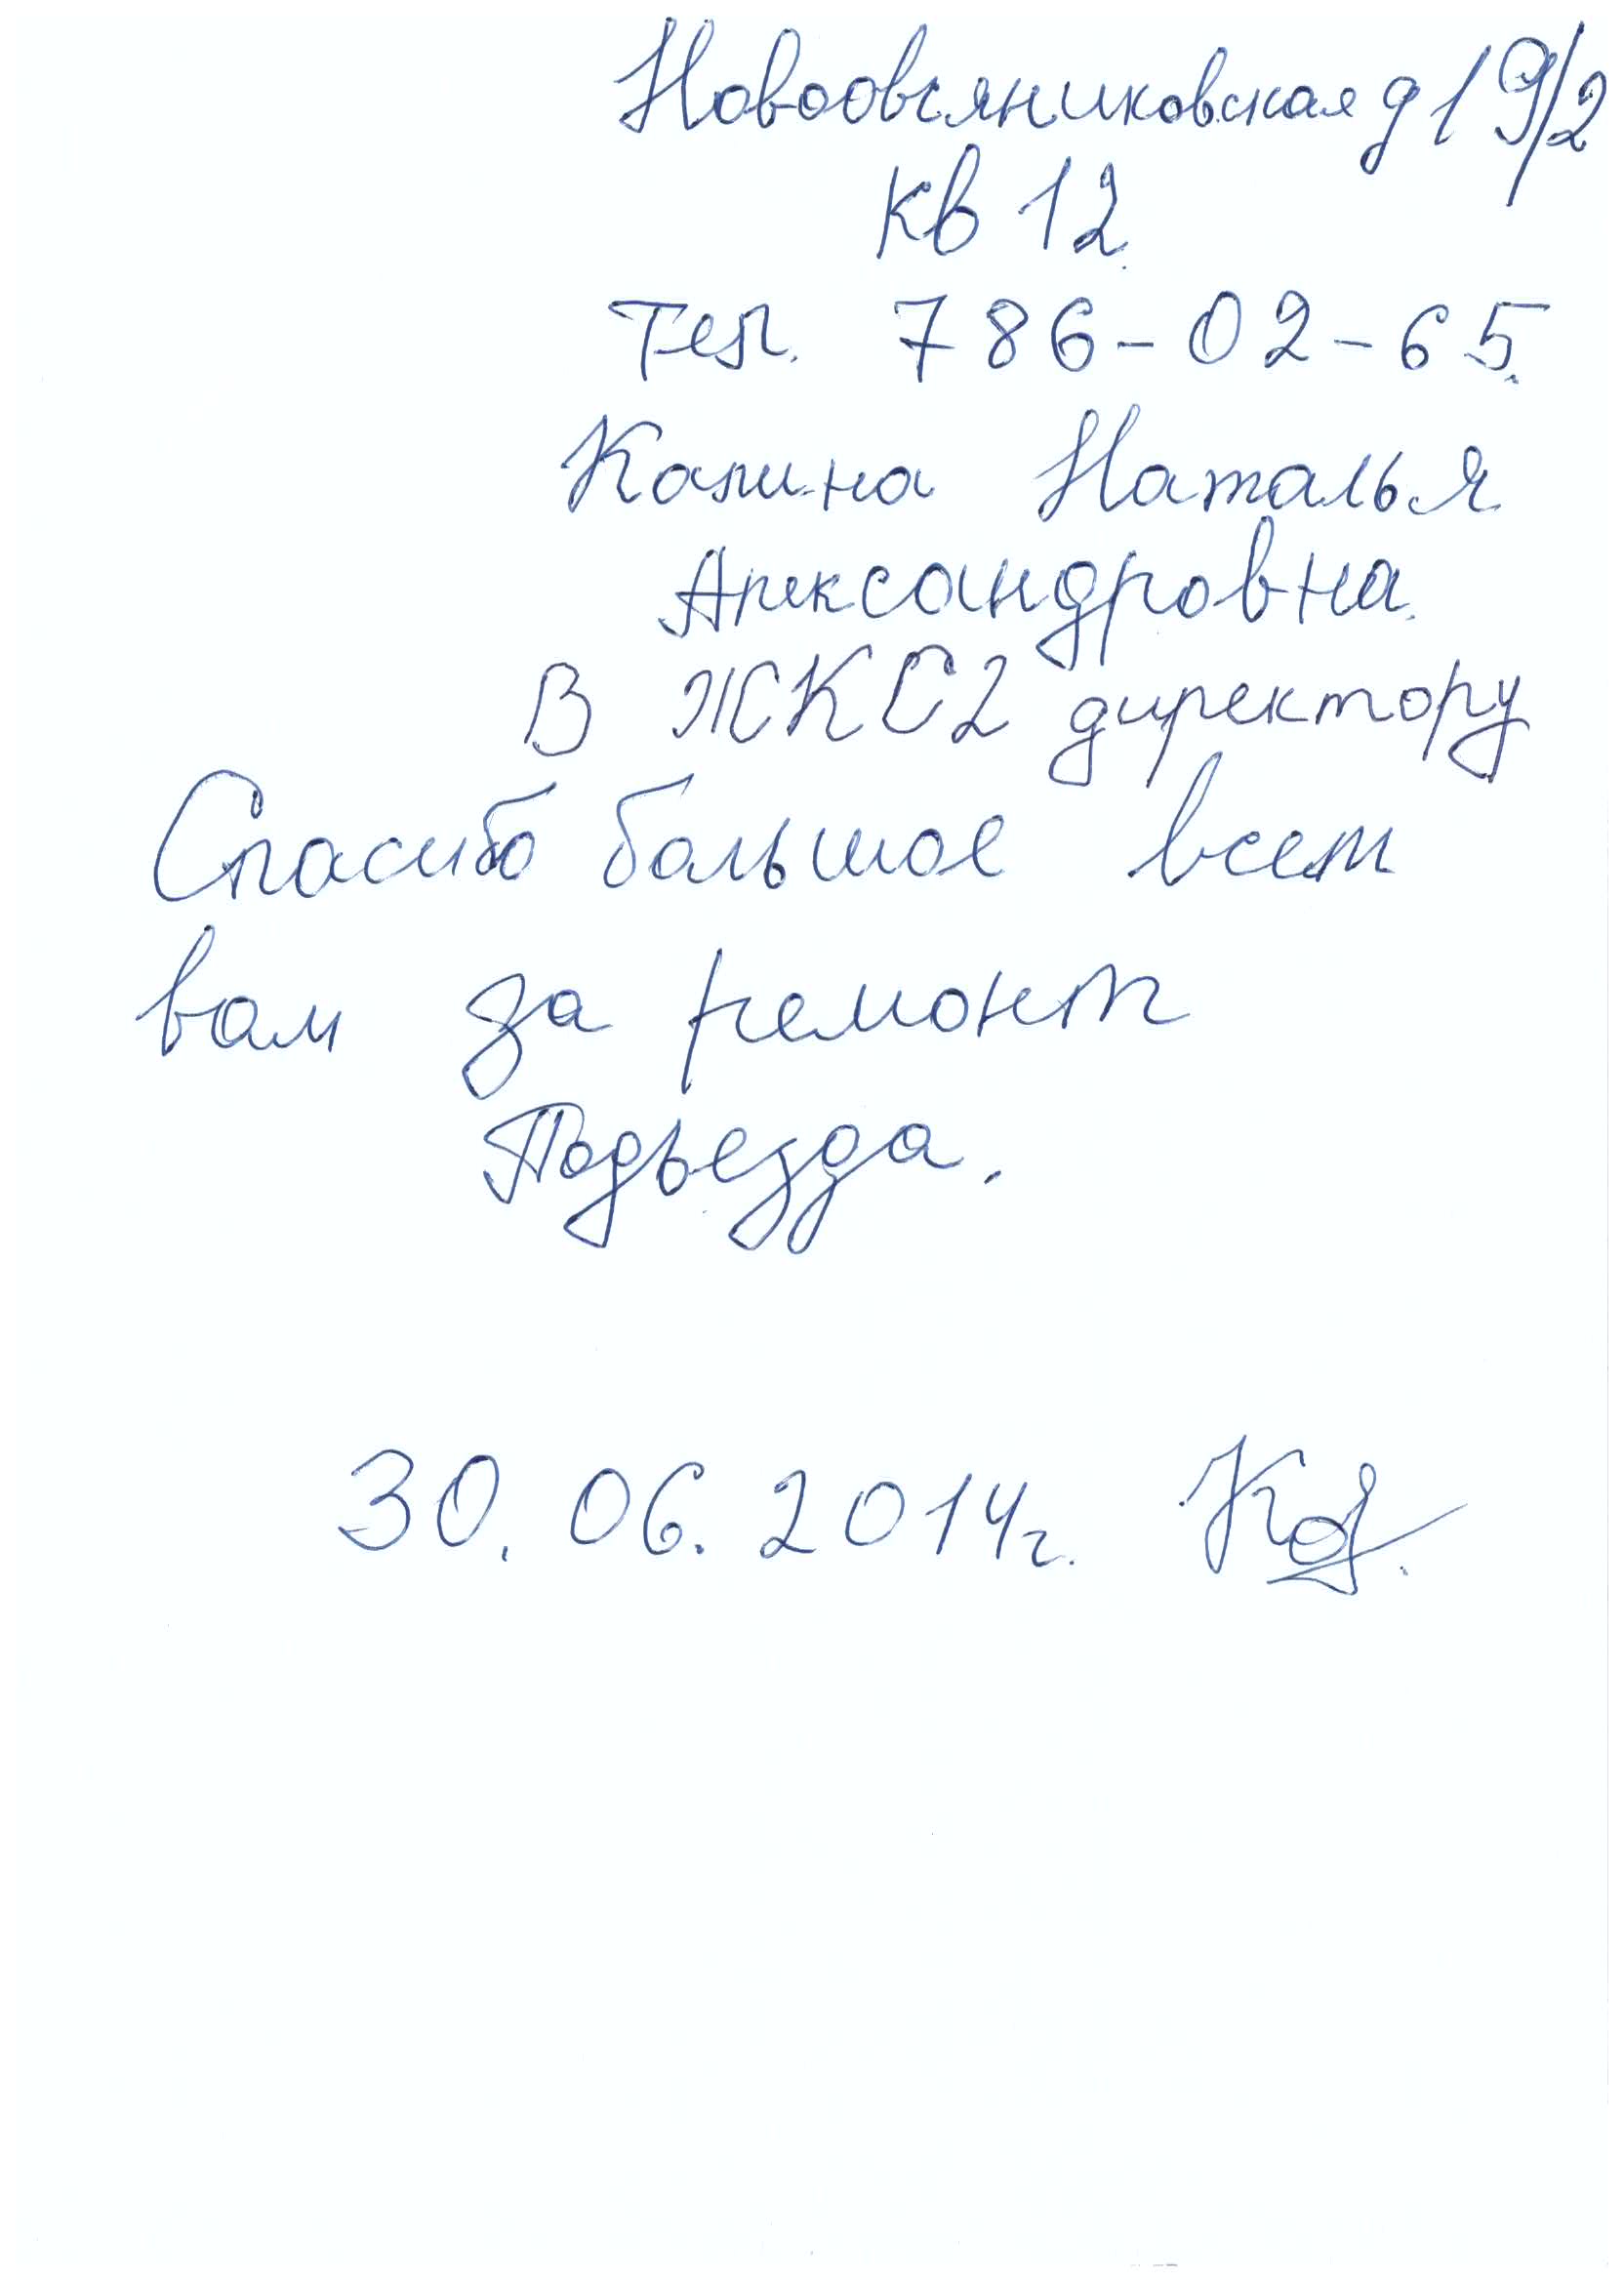 Новоовсянниковская д 19/2
кв 12.
Тел. 786-02-65.
Калина Наталья
Александровна.
В ЖКС2 директору
Спасибо большое всем
вам за ремонт
Подъезда.
30.06.2014г.